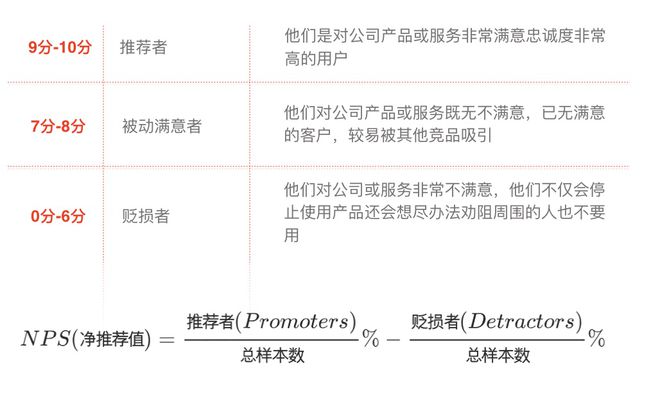 9分-10分 推荐者 他们是对公司产品或服务非常满意忠诚度非常
高的用户
7分-8分 被动满意者 他们对公司产品或服务既无不满意，已无满意
的客户，较易被其他竞品吸引
0分-6分 贬损者 他们对公司或服务非常不满意，他们不仅会停
止使用产品还会想尽办法劝阻周围的人也不要
用
NPS(净推荐值) = 推荐者(Promoters) / 总样本数 % − 贬损者(Detractors) / 总样本数 %